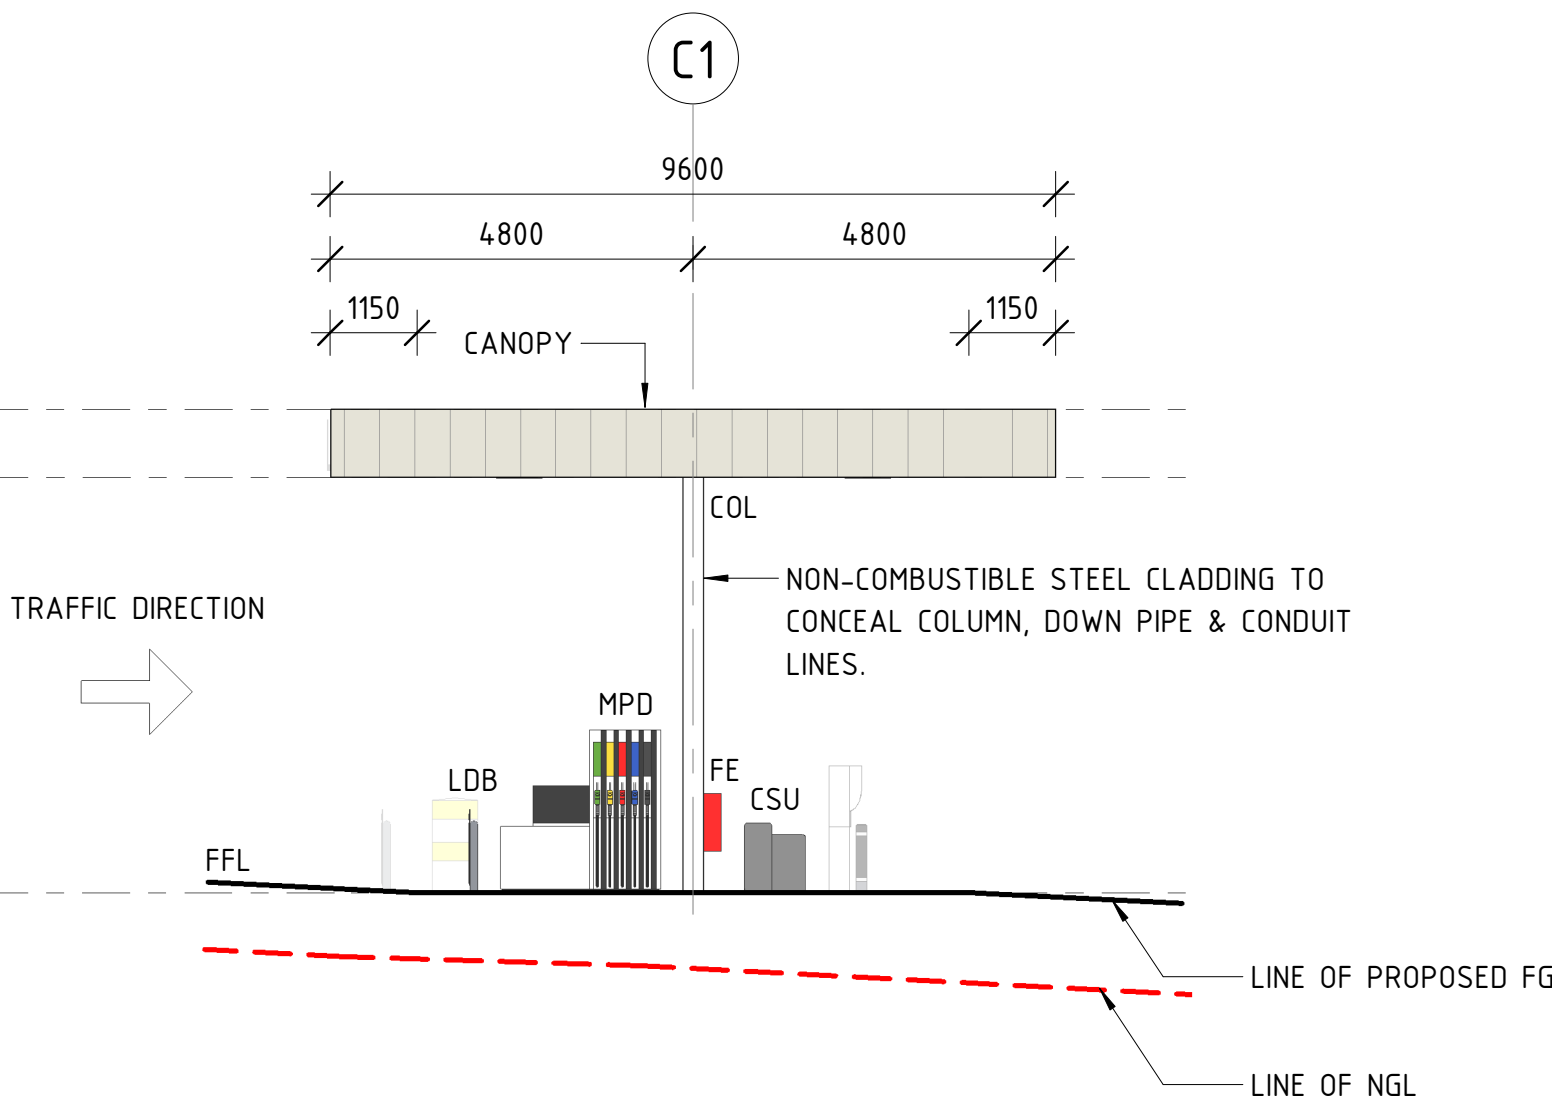 C1
9600
4800
4800
1150
1150
CANOPY
COL
NON-COMBUSTIBLE STEEL CLADDING TO
CONCEAL COLUMN, DOWN PIPE & CONDUIT
LINES.
TRAFFIC DIRECTION
MPD
LDB
FE
CSU
FFL
LINE OF PROPOSED FG
LINE OF NGL